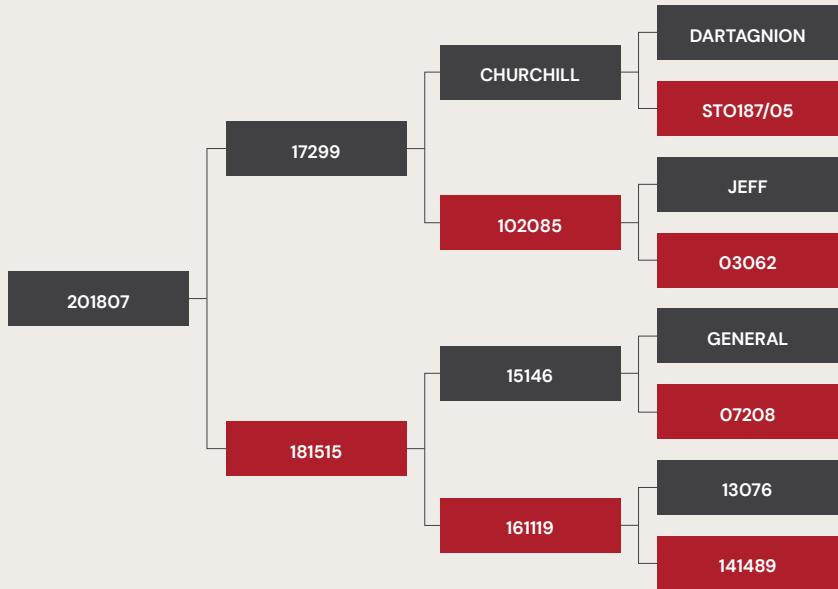 DARTAGNION
CHURCHILL
STO187/05
17299
JEFF
102085
03062
201807
GENERAL
15146
07208
181515
13076
161119
141489